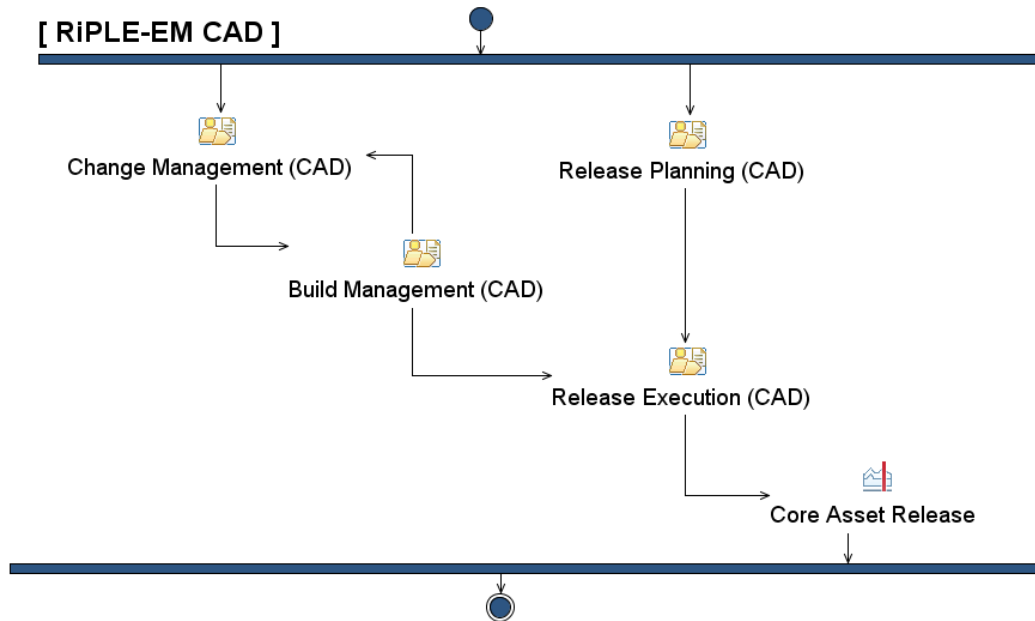 [ RiPLE-EM CAD ]
Change Management (CAD)
Release Planning (CAD)
Build Management (CAD)
Release Execution (CAD)
Core Asset Release